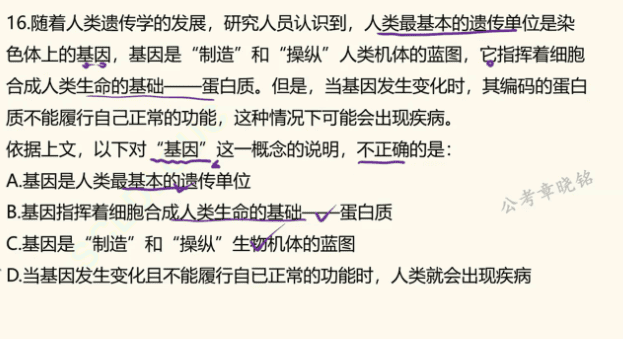 16.随着人类遗传学的发展，研究人员认识到，人类最基本的遗传单位是染
色体上的基因，基因是“制造”和“操纵”人类机体的蓝图，它指挥着细胞
合成人类生命的基础——蛋白质。但是，当基因发生变化时，其编码的蛋白
质不能履行自己正常的功能，这种情况下可能会出现疾病。
依据上文，以下对“基因”这一概念的说明，不正确的是：
A.基因是人类最基本的遗传单位
B.基因指挥着细胞合成人类生命的基础——蛋白质
公考章晓铭
C.基因是“制造”和“操纵”生物机体的蓝图
D.当基因发生变化且不能履行自已正常的功能时，人类就会出现疾病